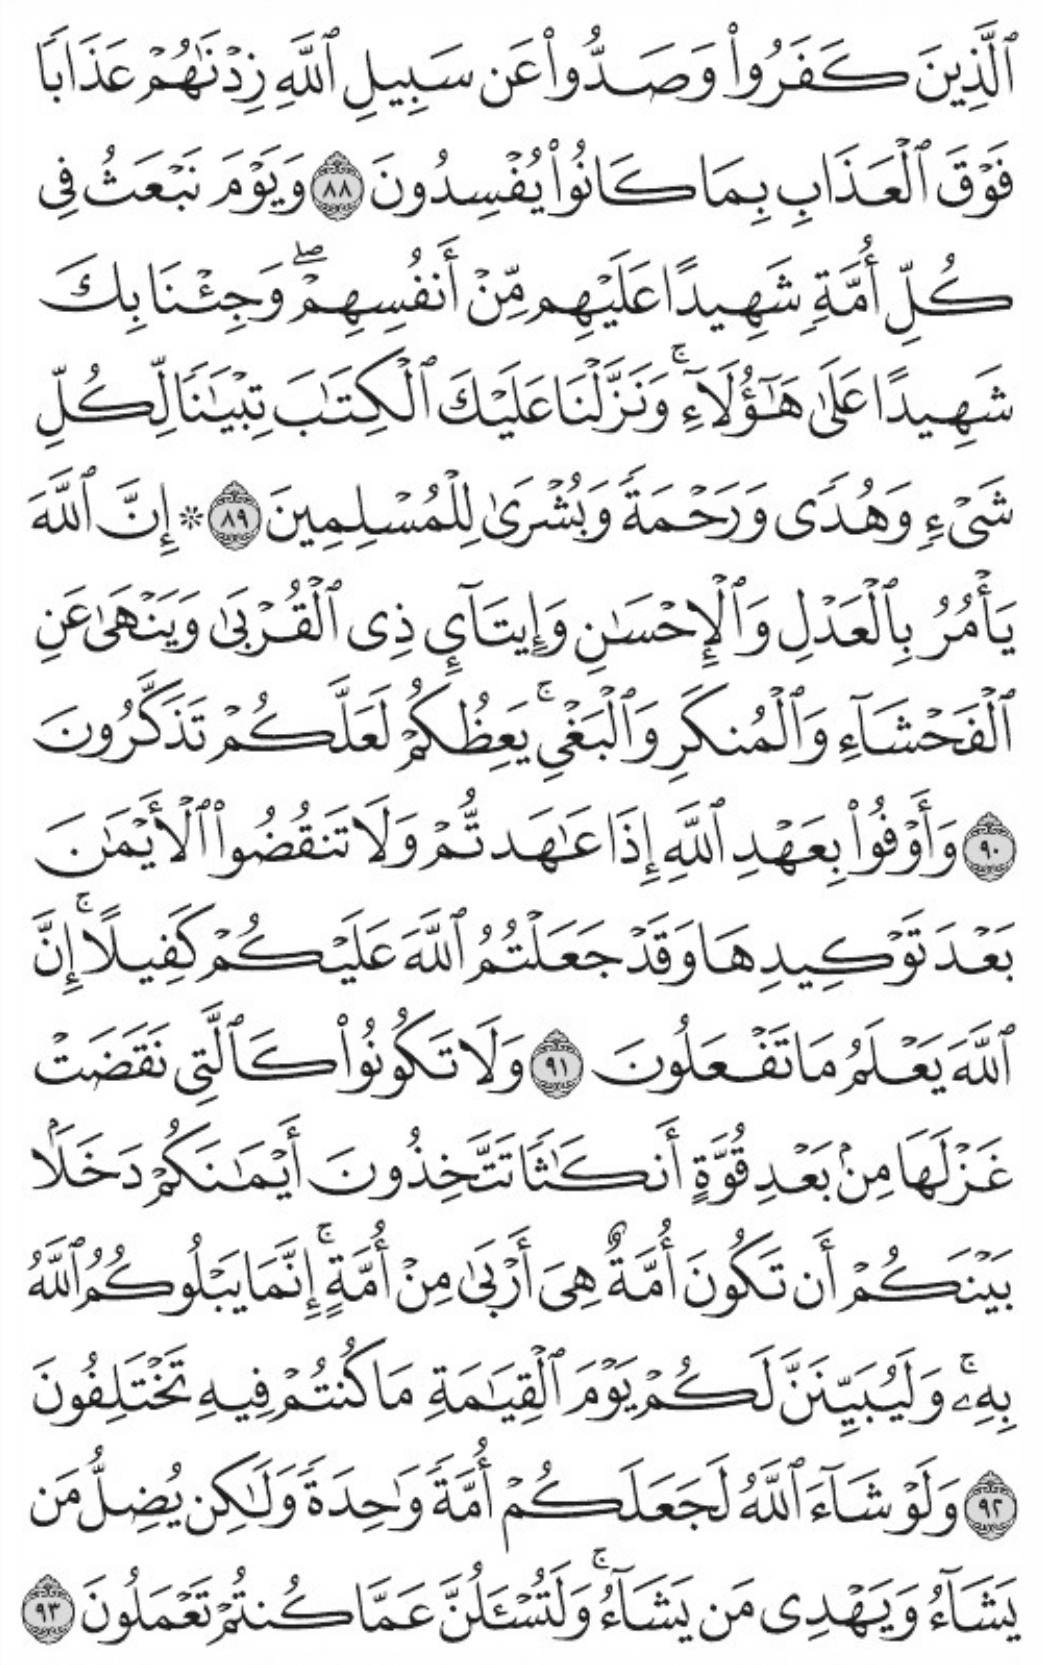 ٱلَّذِينَ كَفَرُوا۟ وَصَدُّوا۟ عَن سَبِيلِ ٱللَّهِ زِدْنَٰهُمْ عَذَابًا
فَوْقَ ٱلْعَذَابِ بِمَا كَانُوا۟ يُفْسِدُونَ ٨٨ وَيَوْمَ نَبْعَثُ فِى
كُلِّ أُمَّةٍ شَهِيدًا عَلَيْهِم مِّنْ أَنفُسِهِمْ ۖ وَجِئْنَا بِكَ
شَهِيدًا عَلَىٰ هَٰٓؤُلَآءِ ۚ وَنَزَّلْنَا عَلَيْكَ ٱلْكِتَٰبَ تِبْيَٰنًا لِّكُلِّ
شَىْءٍ وَهُدًى وَرَحْمَةً وَبُشْرَىٰ لِلْمُسْلِمِينَ ٨٩ ۞ إِنَّ ٱللَّهَ
يَأْمُرُ بِٱلْعَدْلِ وَٱلْإِحْسَٰنِ وَإِيتَآئِ ذِى ٱلْقُرْبَىٰ وَيَنْهَىٰ عَنِ
ٱلْفَحْشَآءِ وَٱلْمُنكَرِ وَٱلْبَغْىِ ۚ يَعِظُكُمْ لَعَلَّكُمْ تَذَكَّرُونَ
٩٠ وَأَوْفُوا۟ بِعَهْدِ ٱللَّهِ إِذَا عَٰهَدتُّمْ وَلَا تَنقُضُوا۟ ٱلْأَيْمَٰنَ
بَعْدَ تَوْكِيدِهَا وَقَدْ جَعَلْتُمُ ٱللَّهَ عَلَيْكُمْ كَفِيلًا ۚ إِنَّ
ٱللَّهَ يَعْلَمُ مَا تَفْعَلُونَ ٩١ وَلَا تَكُونُوا۟ كَٱلَّتِى نَقَضَتْ
غَزْلَهَا مِنۢ بَعْدِ قُوَّةٍ أَنكَٰثًا تَتَّخِذُونَ أَيْمَٰنَكُمْ دَخَلًۢا
بَيْنَكُمْ أَن تَكُونَ أُمَّةٌ هِىَ أَرْبَىٰ مِنْ أُمَّةٍ ۚ إِنَّمَا يَبْلُوكُمُ ٱللَّهُ
بِهِۦ ۚ وَلَيُبَيِّنَنَّ لَكُمْ يَوْمَ ٱلْقِيَٰمَةِ مَا كُنتُمْ فِيهِ تَخْتَلِفُونَ
٩٢ وَلَوْ شَآءَ ٱللَّهُ لَجَعَلَكُمْ أُمَّةً وَٰحِدَةً وَلَٰكِن يُضِلُّ مَن
يَشَآءُ وَيَهْدِى مَن يَشَآءُ ۚ وَلَتُسْـَٔلُنَّ عَمَّا كُنتُمْ تَعْمَلُونَ ٩٣